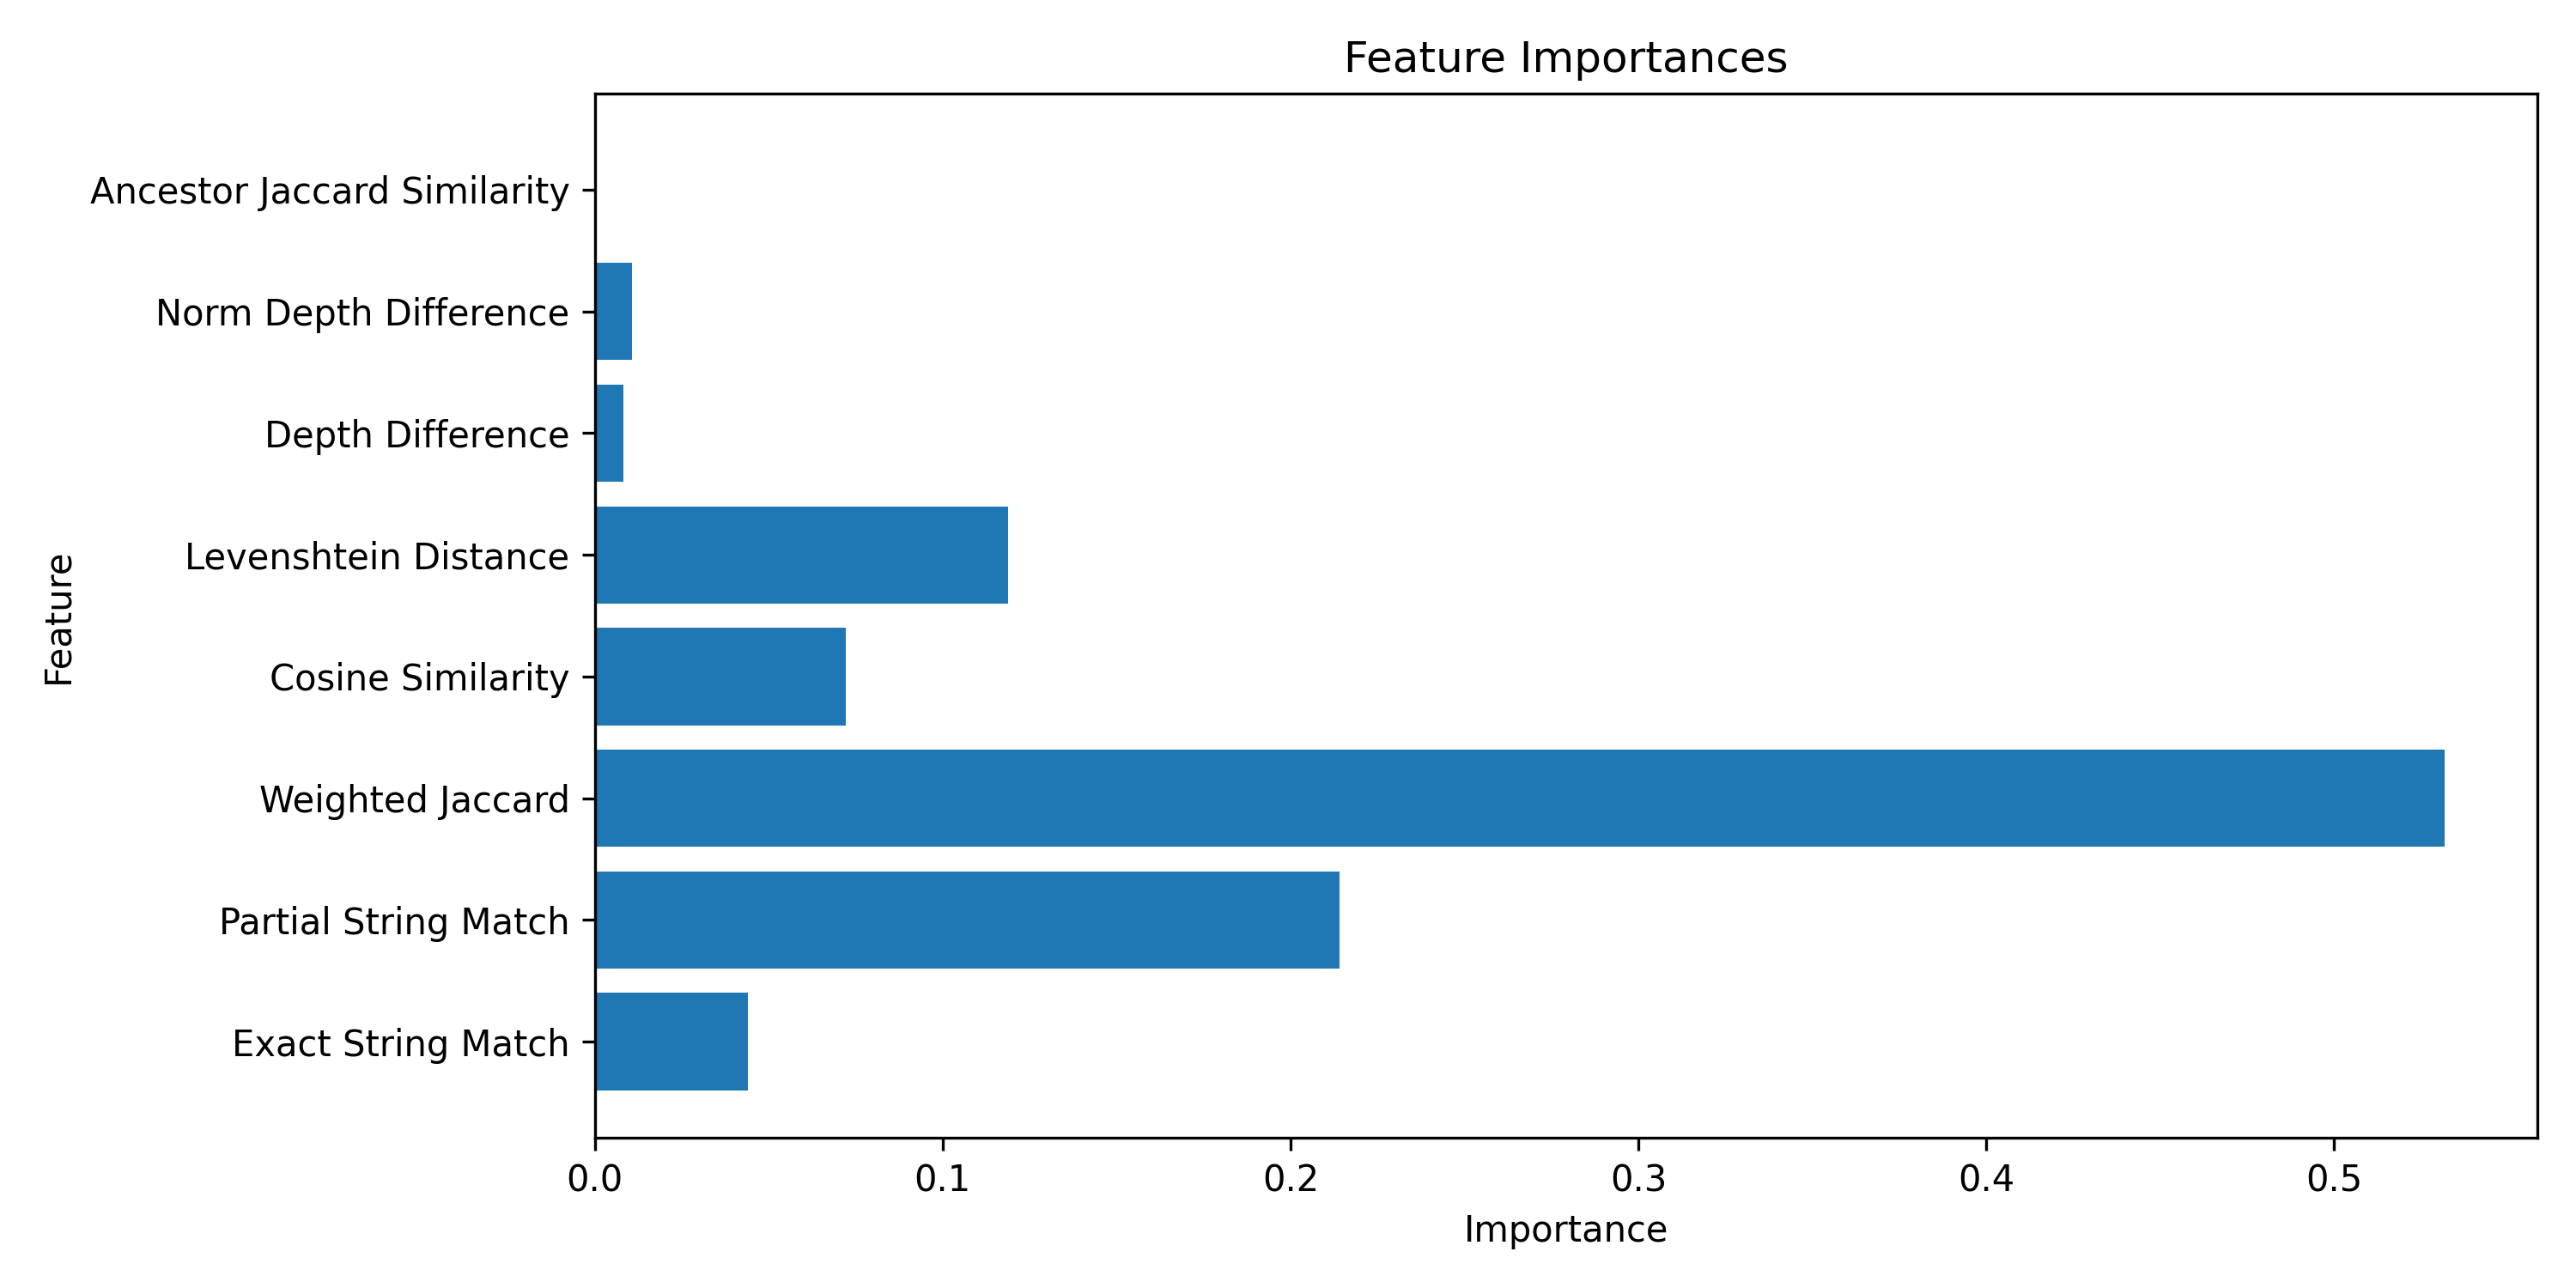 Feature Importances
Ancestor Jaccard Similarity
Norm Depth Difference
Depth Difference
Levenshtein Distance
Cosine Similarity
Weighted Jaccard
Partial String Match
Exact String Match
Feature
0.0 0.1 0.2 0.3 0.4 0.5
Importance